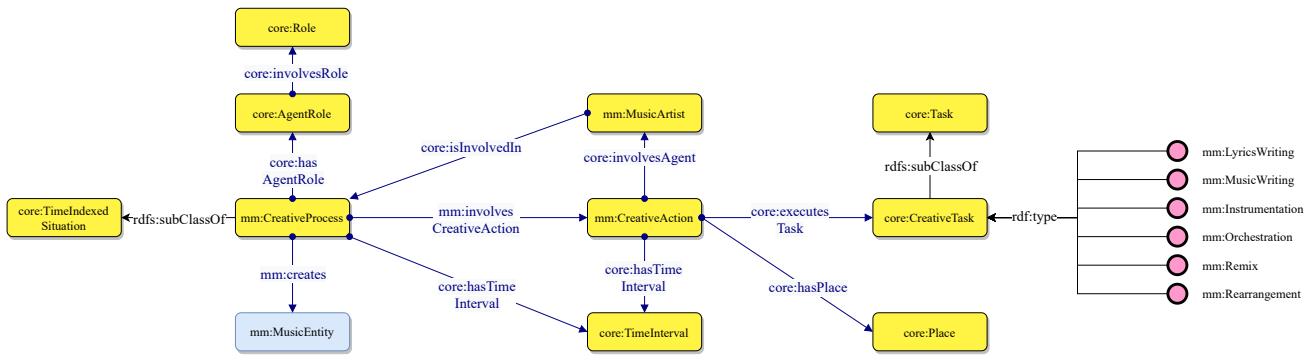 core:Role
core:involvesRole
core:AgentRole
mm:MusicArtist
core:Task
core:isInvolvedIn
core:has
AgentRole
core:involvesAgent
rdfs:subClassOf
mm:LyricsWriting
mm:MusicWriting
mm:Instrumentation
mm:Orchestration
mm:Remix
mm:Rearrangement
core:TimeIndexed
Situation
rdfs:subClassOf
mm:CreativeProcess
mm:involves
CreativeAction
mm:CreativeAction
core:executes
Task
core:CreativeTask
rdf:type
mm:creates
core:hasTime
Interval
core:hasTime
Interval
core:hasPlace
mm:MusicEntity
core:TimeInterval
core:Place